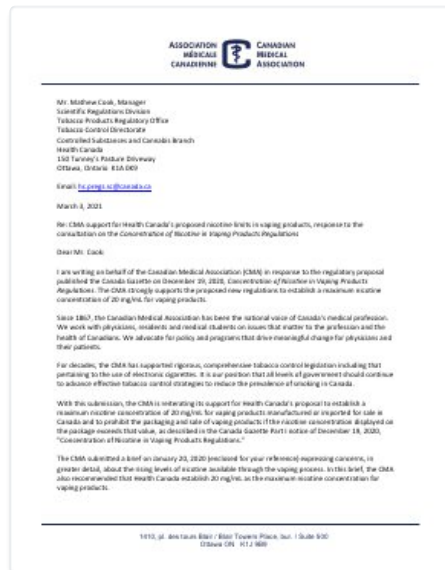 ASSOCIATION MÉDICALE CANADIENNE
CANADIAN MEDICAL ASSOCIATION
Mr. Mathew Cook, Manager
Scientific Regulations Division
Tobacco Products Regulatory Office
Tobacco Control Directorate
Controlled Substances and Cannabis Branch
Health Canada
150 Tunney's Pasture Driveway
Ottawa, Ontario K1A 0K9
Email: hc.pregs.sc@canada.ca
March 3, 2021
Re: CMA support for Health Canada's proposed nicotine limits in vaping products, response to the
consultation on the Concentration of Nicotine in Vaping Products Regulations
Dear Mr. Cook:
I am writing on behalf of the Canadian Medical Association (CMA) in response to the regulatory proposal
published the Canada Gazette on December 19, 2020, Concentration of Nicotine in Vaping Products
Regulations. The CMA strongly supports the proposed new regulations to establish a maximum nicotine
concentration of 20 mg/mL for vaping products.
Since 1867, the Canadian Medical Association has been the national voice of Canada's medical profession.
We work with physicians, residents and medical students on issues that matter to the profession and the
health of Canadians. We advocate for policy and programs that drive meaningful change for physicians and
their patients.
For decades, the CMA has supported rigorous, comprehensive tobacco control legislation including that
pertaining to the use of electronic cigarettes. It is our position that all levels of government should continue
to advance effective tobacco control strategies to reduce the prevalence of smoking in Canada.
With this submission, the CMA is reiterating its support for Health Canada's proposal to establish a
maximum nicotine concentration of 20 mg/mL for vaping products manufactured or imported for sale in
Canada and to prohibit the packaging and sale of vaping products if the nicotine concentration displayed on
the package exceeds that value, as described in the Canada Gazette Part I notice of December 19, 2020,
"Concentration of Nicotine in Vaping Products Regulations."
The CMA submitted a brief on January 20, 2020 (enclosed for your reference) expressing concerns, in
greater detail, about the rising levels of nicotine available through the vaping process. In this brief, the CMA
also recommended that Health Canada establish 20 mg/mL as the maximum nicotine concentration for
vaping products.
1410, pl. des tours Blair / Blair Towers Place, bur. / Suite 500
Ottawa ON K1J 9B9